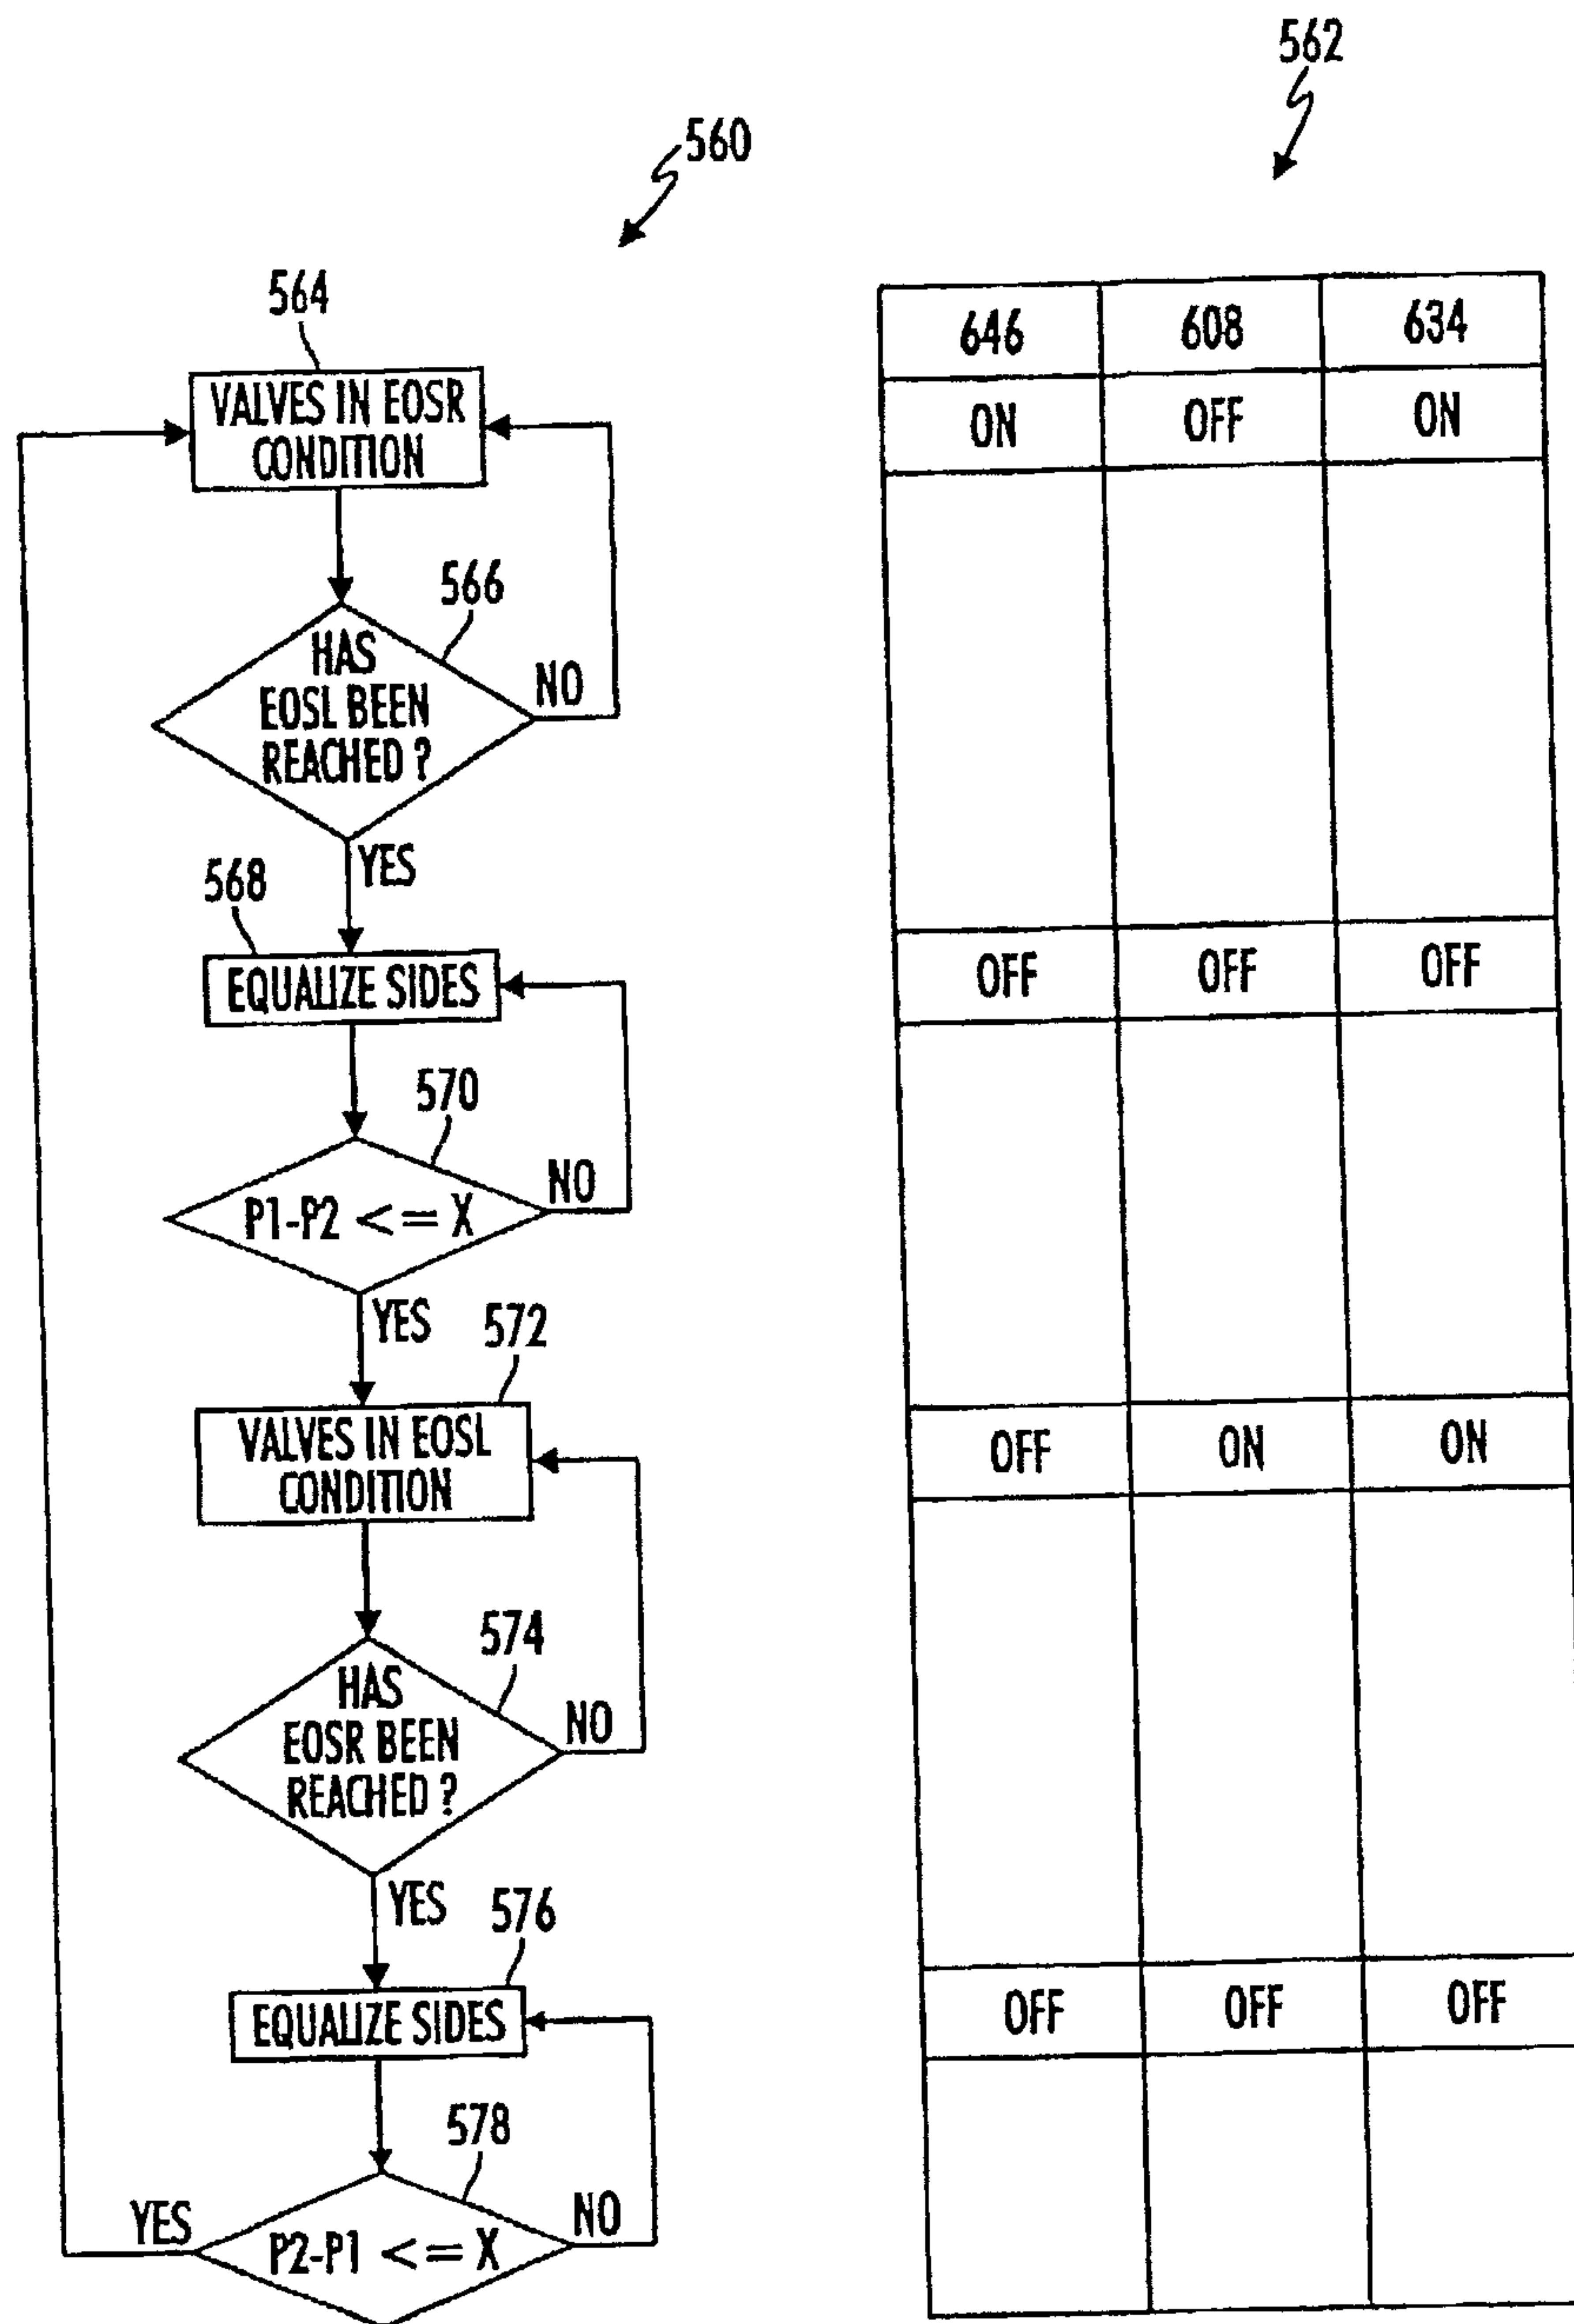 562
560
564
VALVES IN EOSR
CONDITION
566
HAS
EOSL BEEN
REACHED ?
NO
YES
568
EQUALIZE SIDES
570
P1-P2 <= X
NO
YES
572
VALVES IN EOSL
CONDITION
574
HAS
EOSR BEEN
REACHED ?
NO
YES
576
EQUALIZE SIDES
578
P2-P1 <= X
YES
NO
646 608 634
ON OFF ON
OFF OFF OFF
OFF ON ON
OFF OFF OFF